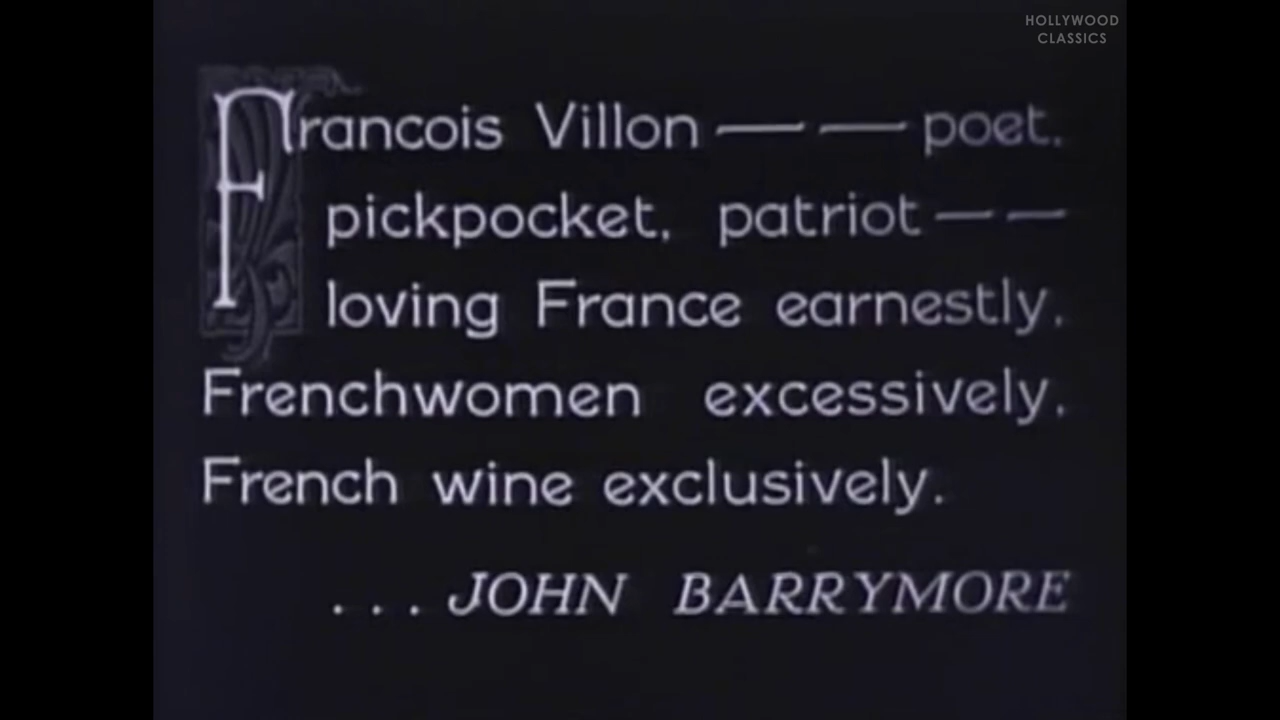 HOLLYWOOD
CLASSICS
Francois Villon — — poet,
pickpocket, patriot — —
loving France earnestly,
Frenchwomen excessively,
French wine exclusively.
. . . JOHN BARRYMORE